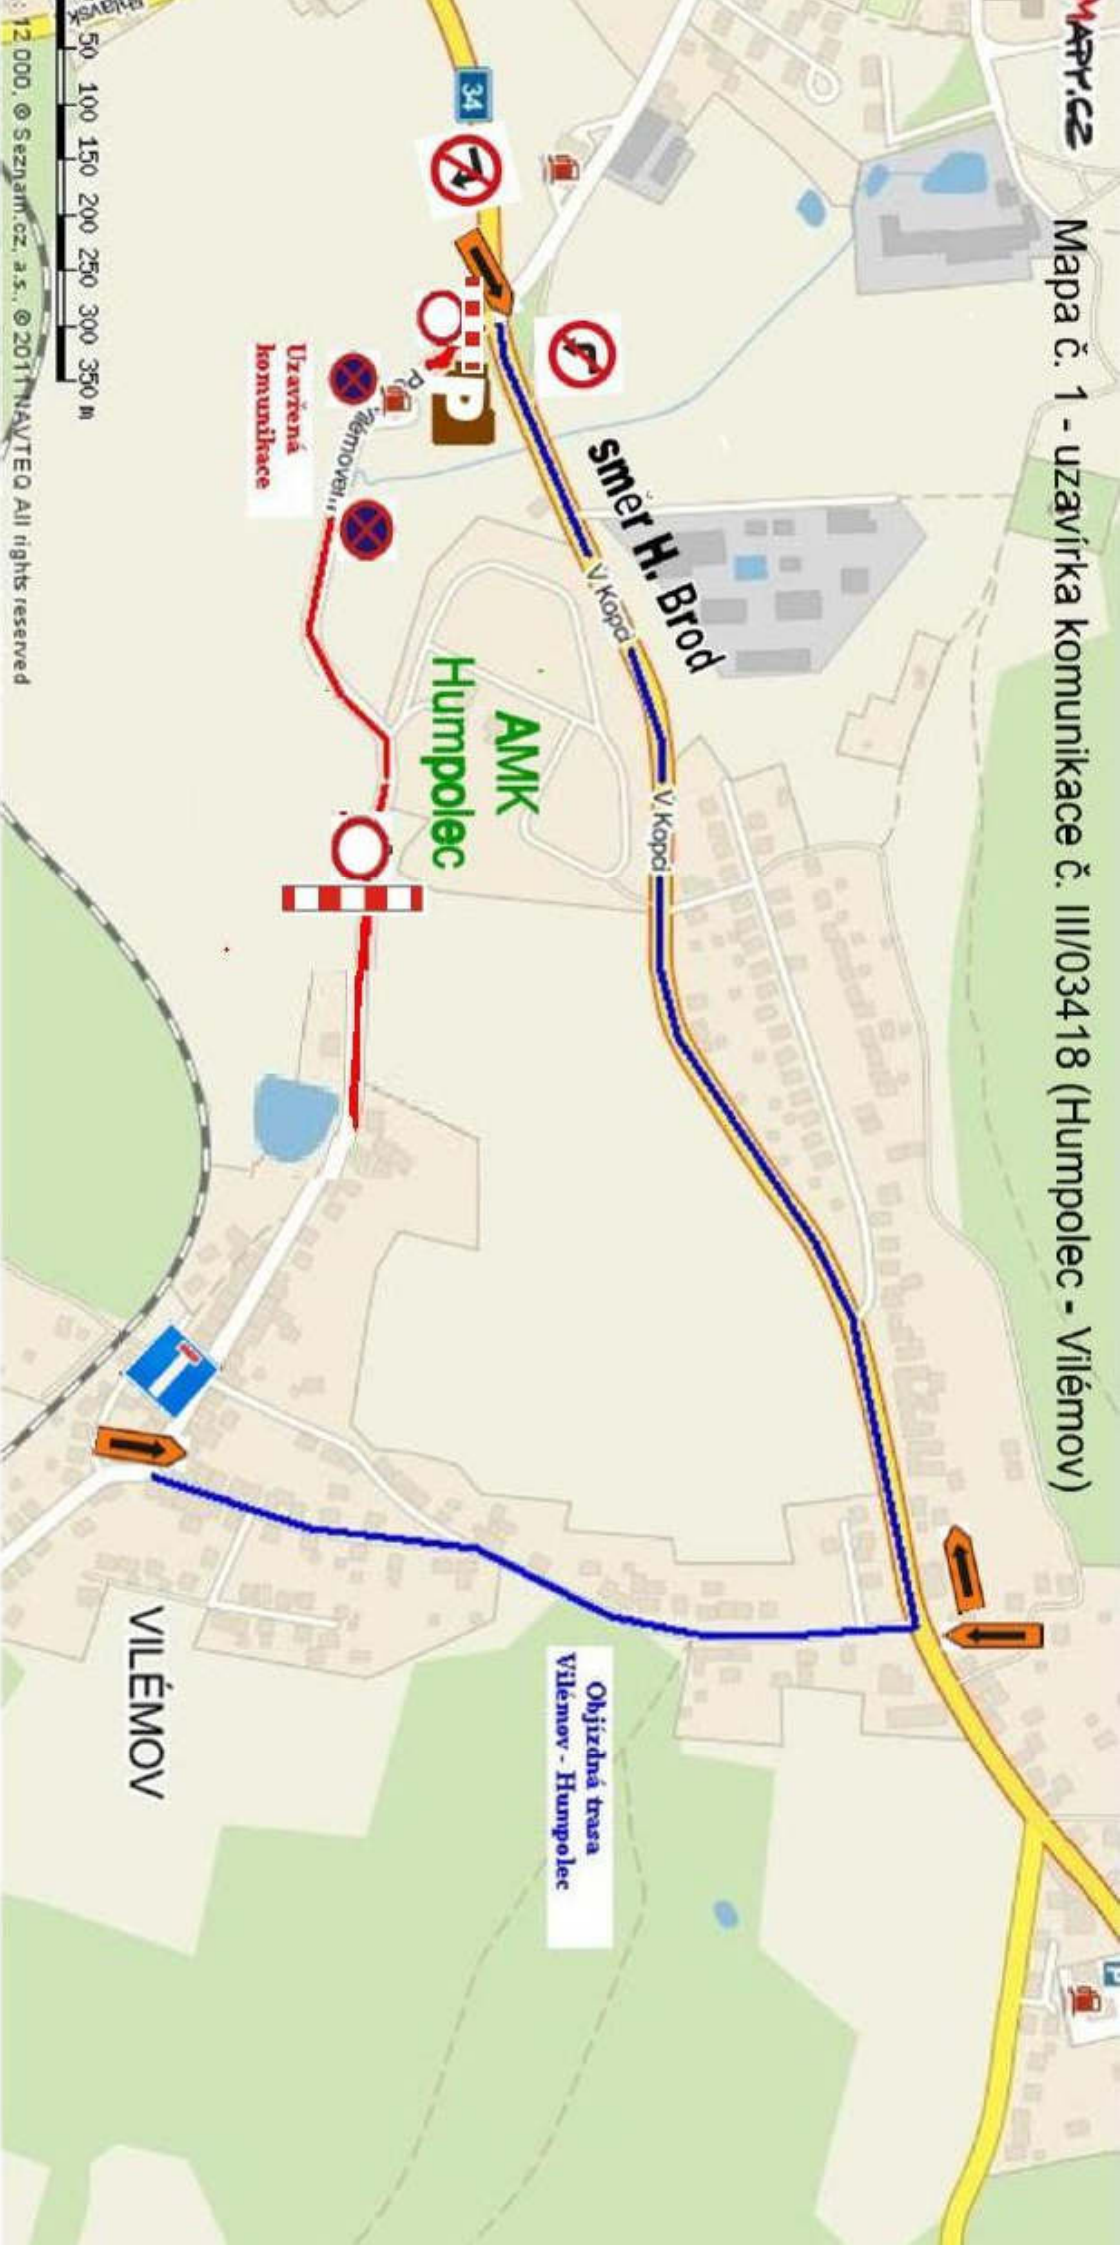 MAPY.CZ
Mapa č. 1 - uzavírka komunikace č. III/03418 (Humpolec - Vilémov)
34
směr H. Brod
V Kopci
V Kopci
P
P
Uzavřená
komunikace
AMK
Humpolec
Objízdná trasa
Vilémov - Humpolec
VILÉMOV
50 100 150 200 250 300 350 m
: 12 000, © Seznam.cz, a.s., © 2011 NAVTEQ All rights reserved